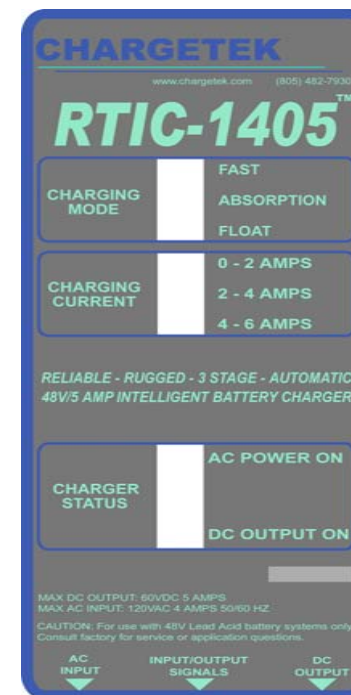 CHARGETEK
www.chargetek.com (805) 482-7930
RTIC-1405™
CHARGING MODE
FAST
ABSORPTION
FLOAT
CHARGING CURRENT
0 - 2 AMPS
2 - 4 AMPS
4 - 6 AMPS
RELIABLE - RUGGED - 3 STAGE - AUTOMATIC
48V/5 AMP INTELLIGENT BATTERY CHARGER
CHARGER STATUS
AC POWER ON
DC OUTPUT ON
MAX DC OUTPUT: 60VDC 5 AMPS
MAX AC INPUT: 120VAC 4 AMPS 50/60 HZ
CAUTION: For use with 48V Lead Acid battery systems only.
Consult factory for service or application questions.
AC INPUT
INPUT/OUTPUT SIGNALS
DC OUTPUT